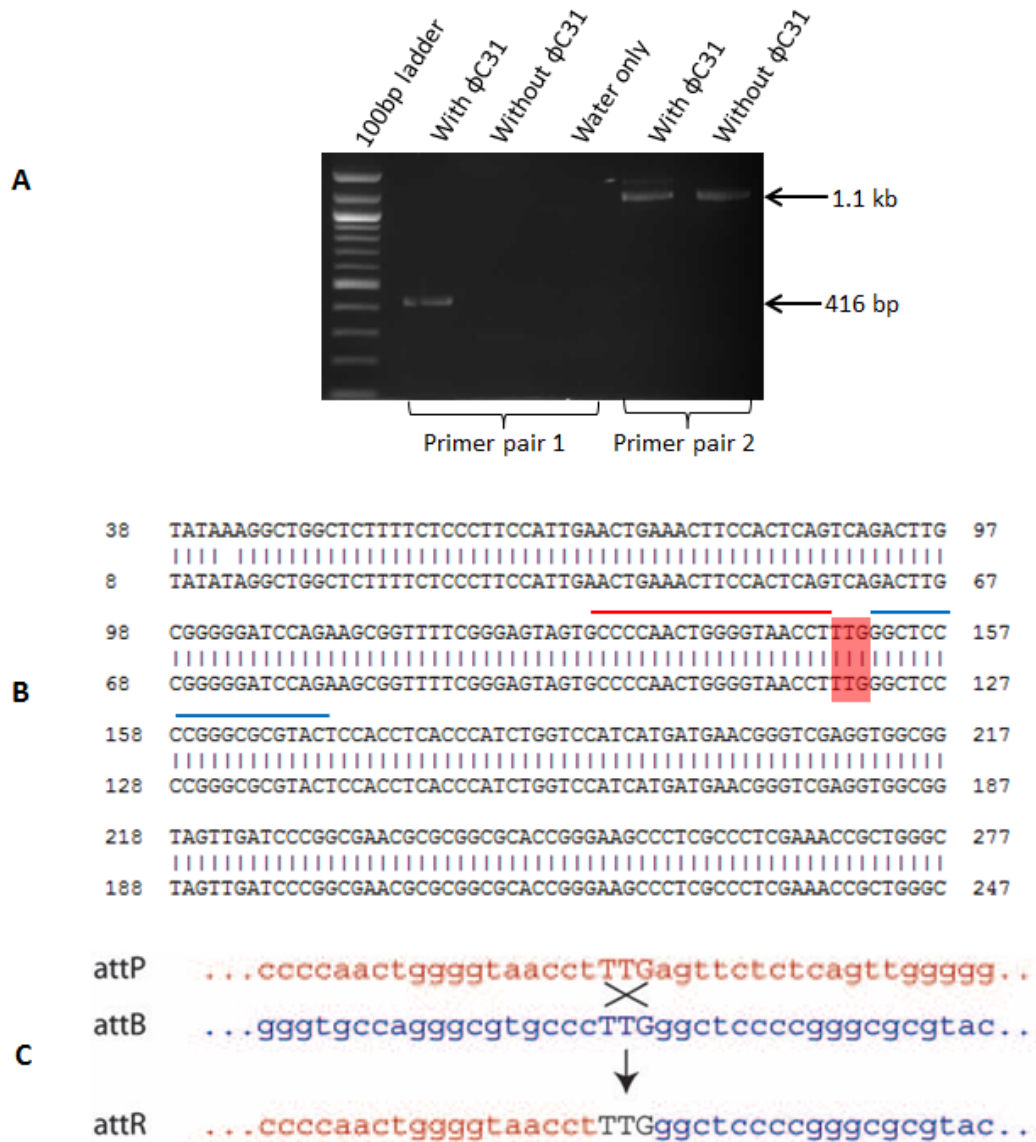 100bp ladder
With ϕC31
Without ϕC31
Water only
With ϕC31
Without ϕC31
A
1.1 kb
416 bp
Primer pair 1
Primer pair 2
38 TATAAAGGCTGGCTCTTTTCTCCCTTCCATTGAACTGAAACTTCCACTCAGTCAGACTTG 97
||||| ||||||||||||||||||||||||||||||||||||||||||||||||||||||
8 TATATAGGCTGGCTCTTTTCTCCCTTCCATTGAACTGAAACTTCCACTCAGTCAGACTTG 67
98 CGGGGGATCCAGAAGCGGTTTTCGGGAGTAGTGCCCCAACTGGGGTAACCTTTGGGCTCC 157
68 CGGGGGATCCAGAAGCGGTTTTCGGGAGTAGTGCCCCAACTGGGGTAACCTTTGGGCTCC 127
B
158 CCGGGCGCGTACTCCACCTCACCCATCTGGTCCATCATGATGAACGGGTCGAGGTGGCGG 217
128 CCGGGCGCGTACTCCACCTCACCCATCTGGTCCATCATGATGAACGGGTCGAGGTGGCGG 187
218 TAGTTGATCCCGGCGAACGCGCGGCGCACCGGGAAGCCCTCGCCCTCGAAACCGCTGGGC 277
188 TAGTTGATCCCGGCGAACGCGCGGCGCACCGGGAAGCCCTCGCCCTCGAAACCGCTGGGC 247
attP ...ccccaactggggtaacctTTGagttctctcagttggggg..
attB ...gggtgccagggcgtgcccTTGggctccccgggcgcgtac..
C
attR ...ccccaactggggtaacctTTGggctccccgggcgcgtac..